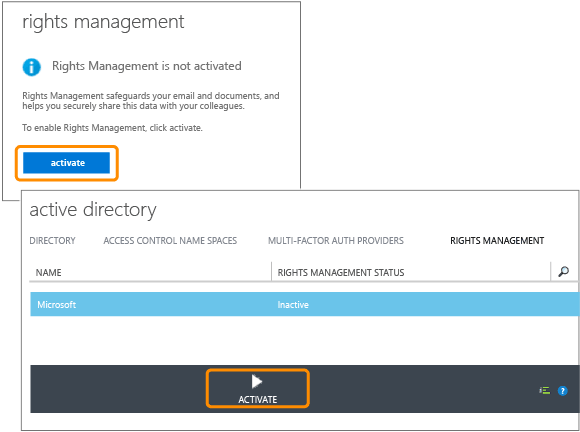 rights management
Rights Management is not activated
Rights Management safeguards your email and documents, and
helps you securely share this data with your colleagues.
To enable Rights Management, click activate.
activate
active directory
DIRECTORY ACCESS CONTROL NAME SPACES MULTI-FACTOR AUTH PROVIDERS RIGHTS MANAGEMENT
NAME RIGHTS MANAGEMENT STATUS
Microsoft Inactive
ACTIVATE